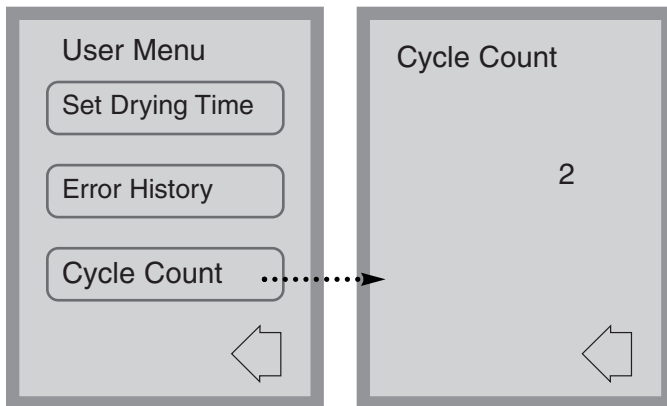 User Menu
Set Drying Time
Error History
Cycle Count
Cycle Count
2